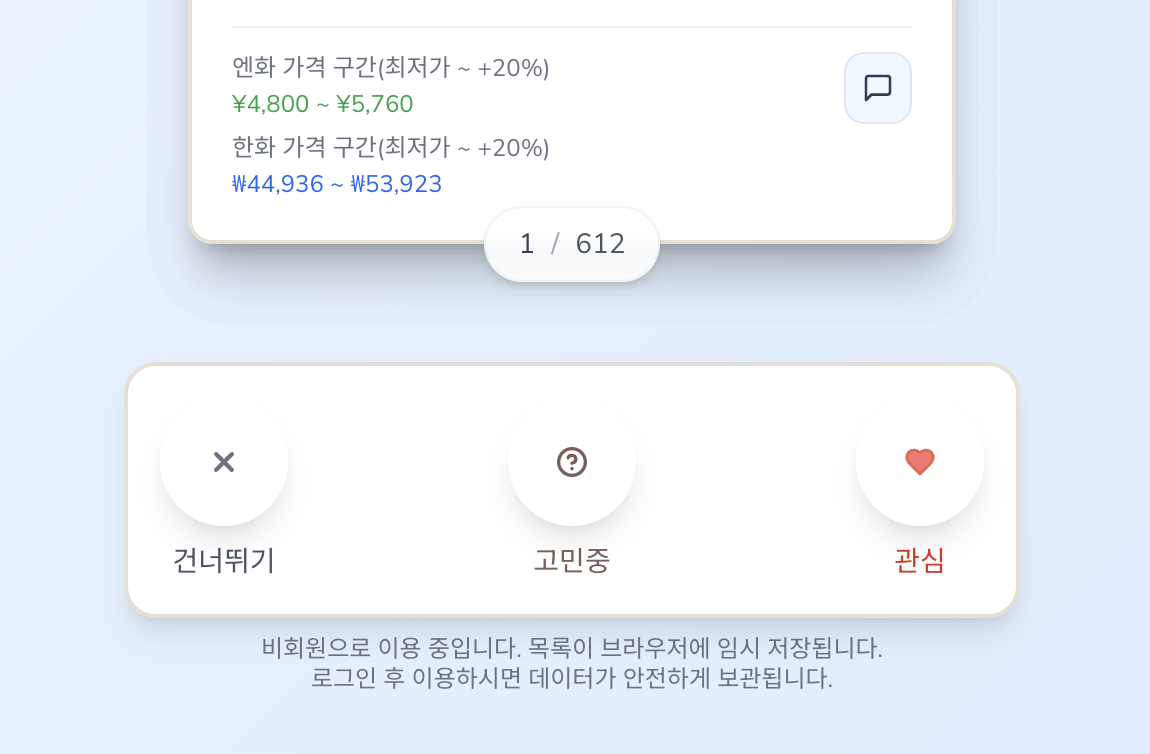 엔화 가격 구간(최저가 ~ +20%)
¥4,800 ~ ¥5,760
한화 가격 구간(최저가 ~ +20%)
₩44,936 ~ ₩53,923
1 / 612
건너뛰기
고민중
관심
비회원으로 이용 중입니다. 목록이 브라우저에 임시 저장됩니다.
로그인 후 이용하시면 데이터가 안전하게 보관됩니다.